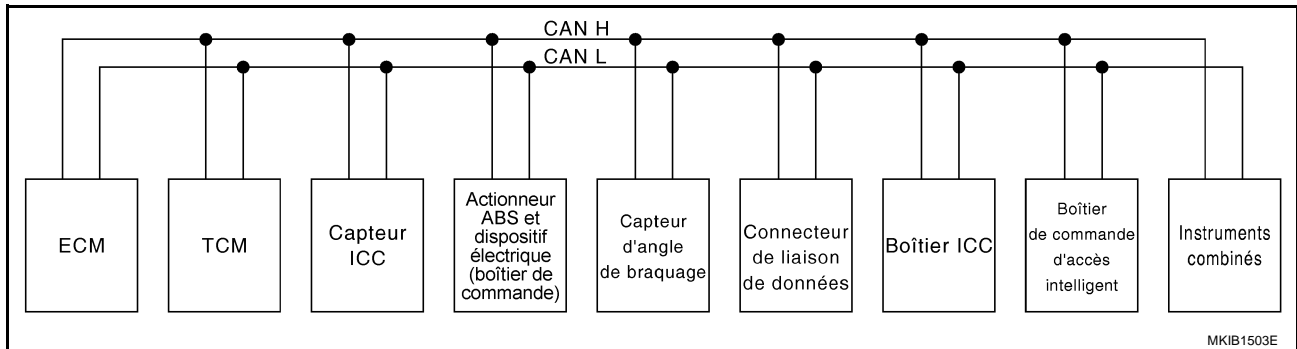 CAN H
CAN L
ECM
TCM
Capteur
ICC
Actionneur
ABS et
dispositif
électrique
(boîtier de
commande)
Capteur
d'angle
de braquage
Connecteur
de liaison
de données
Boîtier ICC
Boîtier
de commande
d'accès
intelligent
Instruments
combinés
MKIB1503E